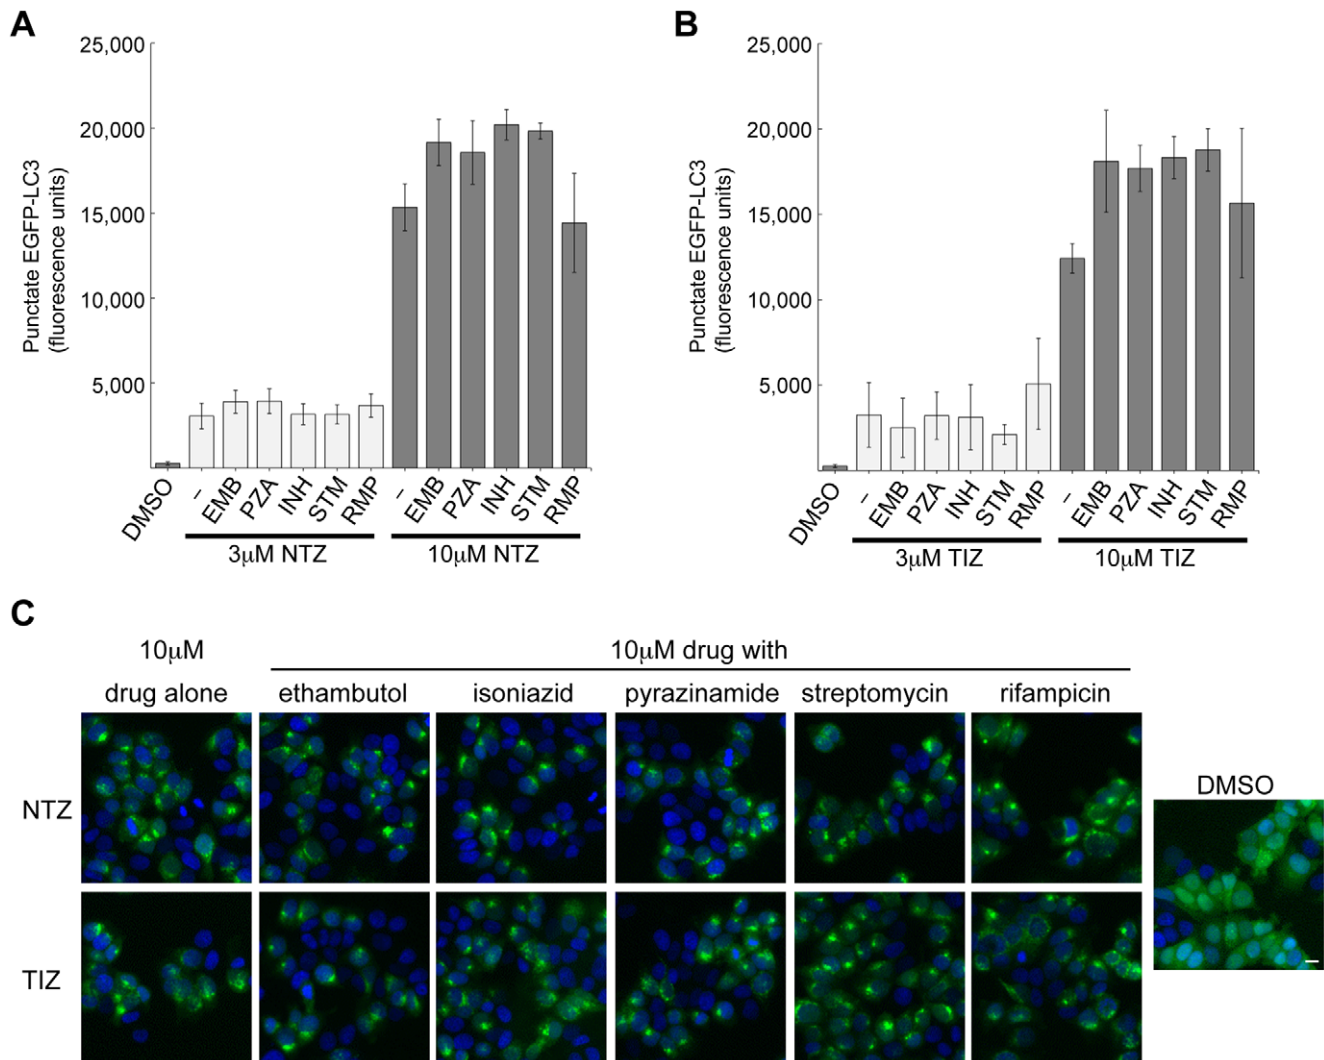 A
Punctate EGFP-LC3
(fluorescence units)
25,000
20,000
15,000
10,000
5,000
DMSO
–
EMB
PZA
INH
STM
RMP
–
EMB
PZA
INH
STM
RMP
3μM NTZ
10μM NTZ
B
Punctate EGFP-LC3
(fluorescence units)
25,000
20,000
15,000
10,000
5,000
DMSO
–
EMB
PZA
INH
STM
RMP
–
EMB
PZA
INH
STM
RMP
3μM TIZ
10μM TIZ
C
10μM
drug alone
10μM drug with
ethambutol
isoniazid
pyrazinamide
streptomycin
rifampicin
NTZ
TIZ
DMSO